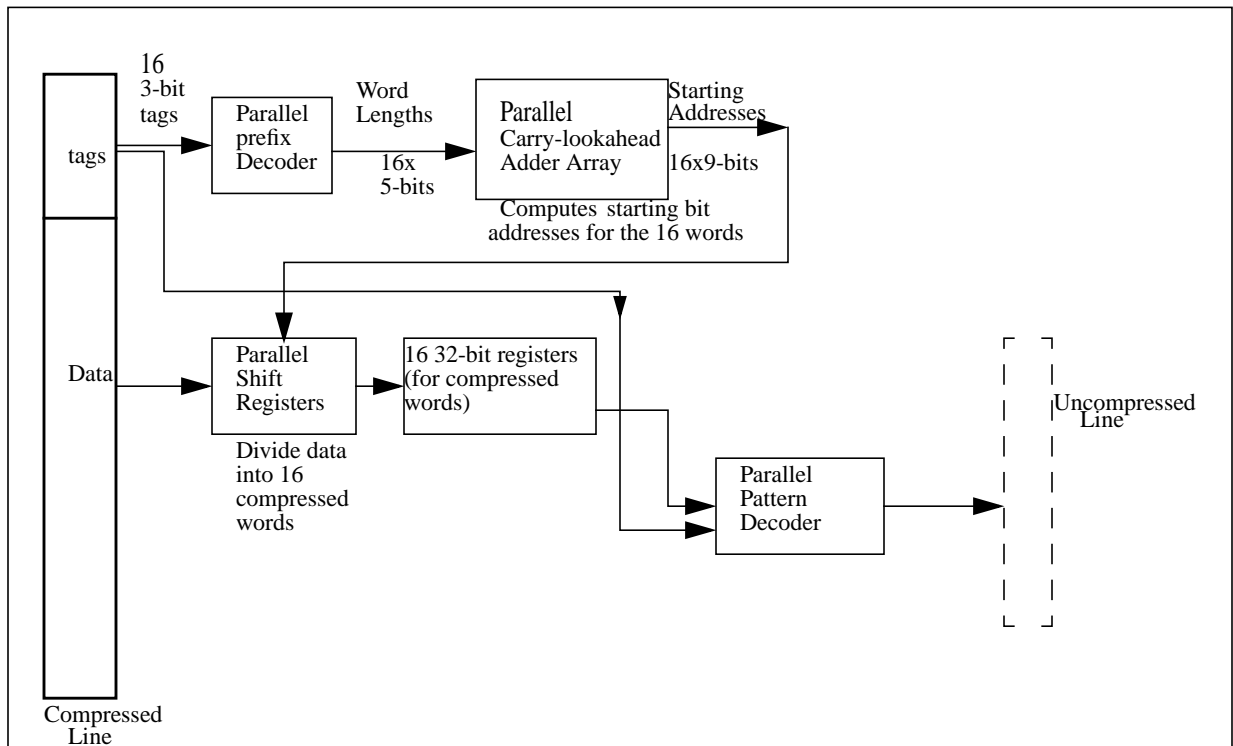 16
3-bit
tags
Parallel
prefix
Decoder
Word
Lengths
16x
5-bits
Parallel
Carry-lookahead
Adder Array
Starting
Addresses
16x9-bits
Computes starting bit
addresses for the 16 words
tags
Data
Parallel
Shift
Registers
Divide data
into 16
compressed
words
16 32-bit registers
(for compressed
words)
Parallel
Pattern
Decoder
Uncompressed
Line
Compressed
Line